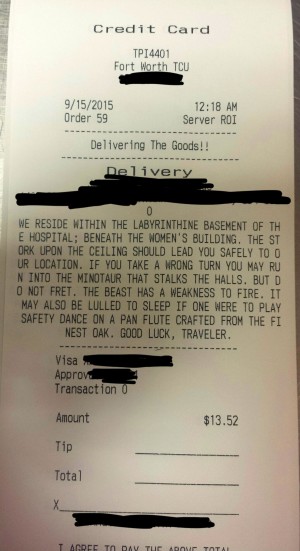 Credit Card
TPI4401
Fort Worth TCU
9/15/2015 12:18 AM
Order 59 Server ROI
Delivering The Goods!!
Delivery
0
WE RESIDE WITHIN THE LABYRINTHINE BASEMENT OF TH
E HOSPITAL; BENEATH THE WOMEN'S BUILDING. THE ST
ORK UPON THE CEILING SHOULD LEAD YOU SAFELY TO O
UR LOCATION. IF YOU TAKE A WRONG TURN YOU MAY RU
N INTO THE MINOTAUR THAT STALKS THE HALLS. BUT D
O NOT FRET. THE BEAST HAS A WEAKNESS TO FIRE. IT
MAY ALSO BE LULLED TO SLEEP IF ONE WERE TO PLAY
SAFETY DANCE ON A PAN FLUTE CRAFTED FROM THE FI
NEST OAK. GOOD LUCK, TRAVELER.
Visa
Approv
Transaction 0
Amount $13.52
Tip
Total
X
I AGREE TO PAY THE ABOVE TOTAL